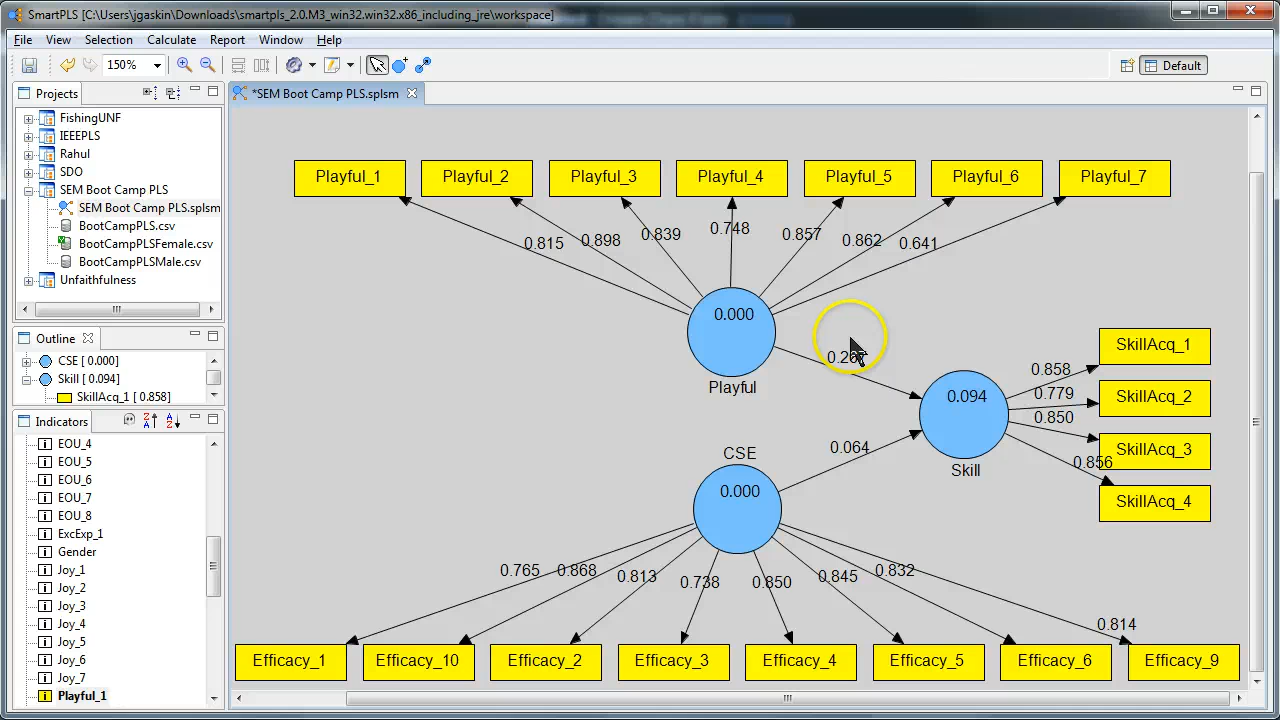 SmartPLS [C:\Users\jgaskin\Downloads\smartpls_2.0.M3_win32.win32.x86_including_jre\workspace]
File View Selection Calculate Report Window Help
150%
Default
Projects
*SEM Boot Camp PLS.splsm
FishingUNF
IEEEPLS
Rahul
SDO
SEM Boot Camp PLS
SEM Boot Camp PLS.splsm
BootCampPLS.csv
BootCampPLSFemale.csv
BootCampPLSMale.csv
Unfaithfulness
Outline
CSE [ 0.000]
Skill [ 0.094]
SkillAcq_1 [ 0.858]
Indicators
EOU_4
EOU_5
EOU_6
EOU_7
EOU_8
ExcExp_1
Gender
Joy_1
Joy_2
Joy_3
Joy_4
Joy_5
Joy_6
Joy_7
Playful_1
Playful_1 Playful_2 Playful_3 Playful_4 Playful_5 Playful_6 Playful_7
0.815 0.898 0.839 0.748 0.857 0.862 0.641
0.000
Playful
SkillAcq_1
0.858
0.779
SkillAcq_2
0.094
0.850
SkillAcq_3
0.856
Skill
SkillAcq_4
CSE
0.064
0.000
0.765 0.868 0.813 0.738 0.850 0.845 0.832
0.814
Efficacy_1 Efficacy_10 Efficacy_2 Efficacy_3 Efficacy_4 Efficacy_5 Efficacy_6 Efficacy_9